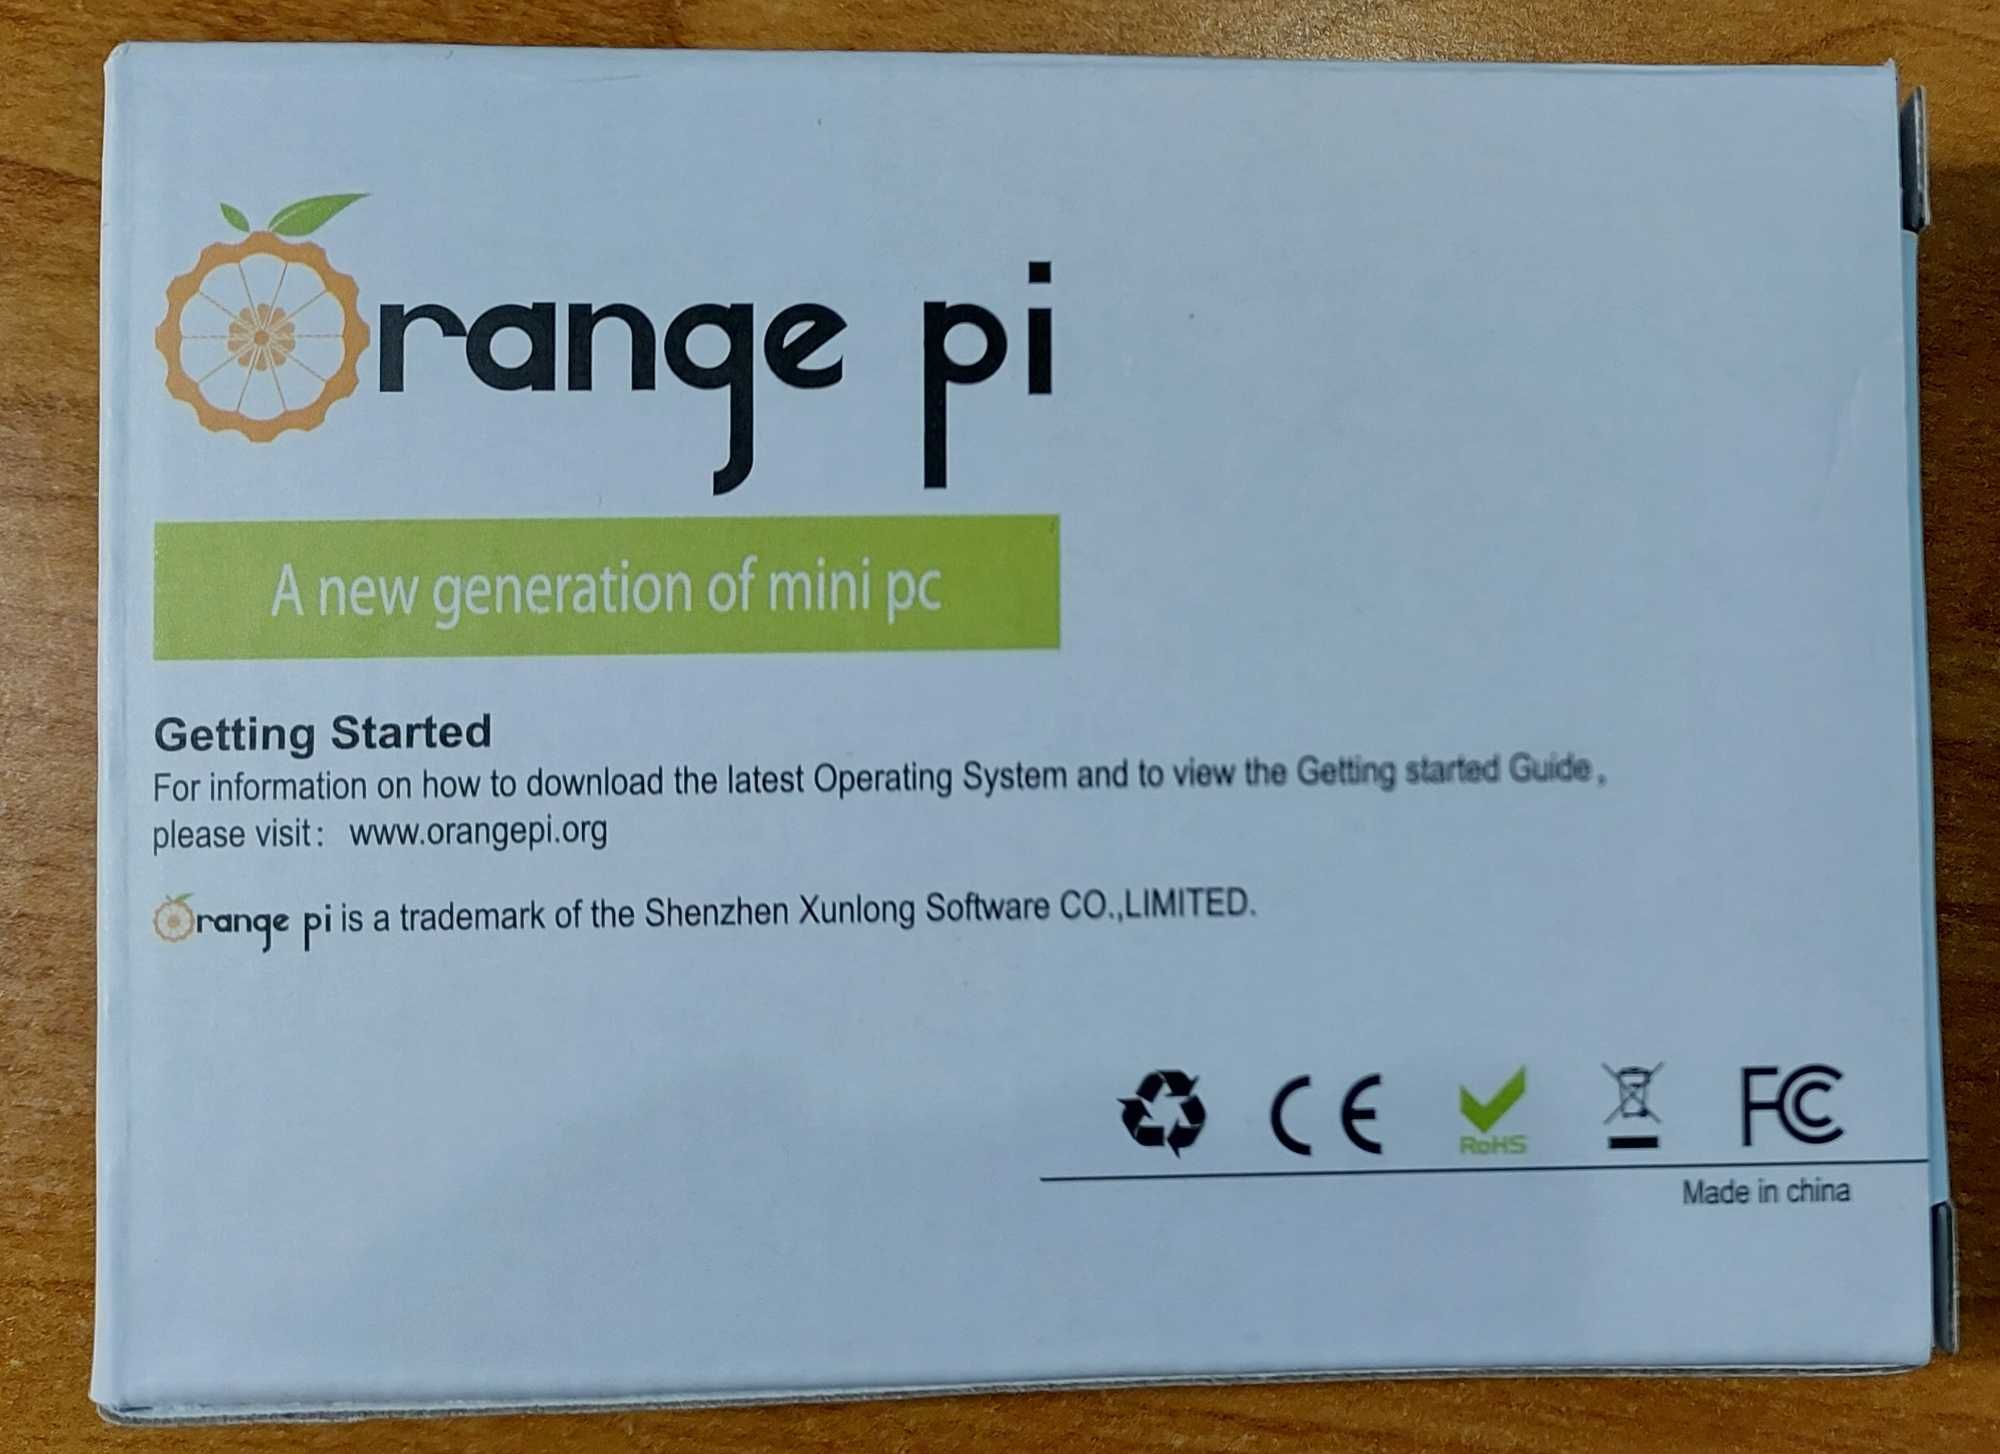 Orange pi
A new generation of mini pc
Getting Started
For information on how to download the latest Operating System and to view the Getting started Guide,
please visit: www.orangepi.org
Orange pi is a trademark of the Shenzhen Xunlong Software CO.,LIMITED.
CE RoHS FC
Made in china